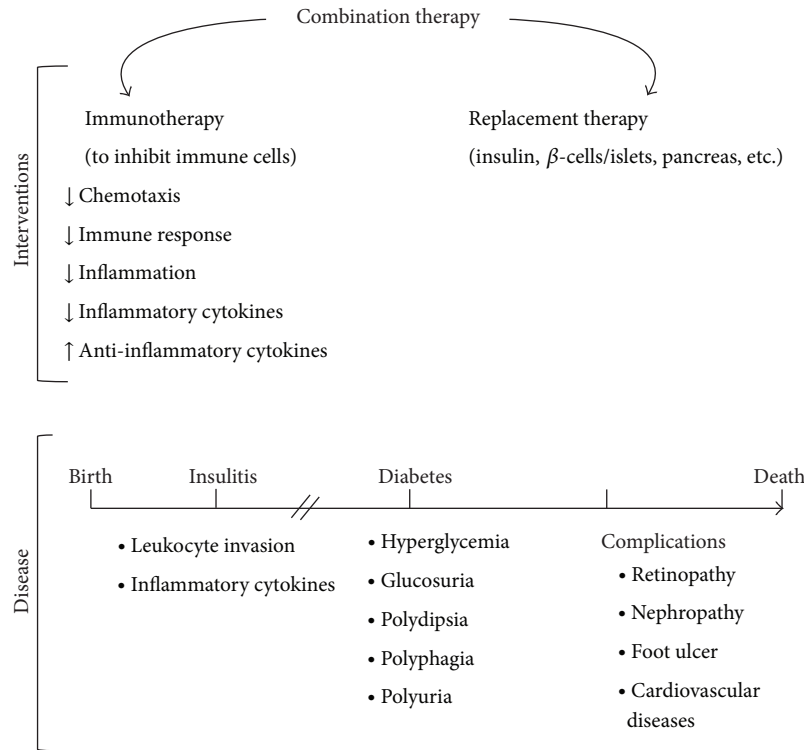 Combination therapy
Interventions
Immunotherapy
(to inhibit immune cells)
↓ Chemotaxis
↓ Immune response
↓ Inflammation
↓ Inflammatory cytokines
↑ Anti-inflammatory cytokines
Replacement therapy
(insulin, β-cells/islets, pancreas, etc.)
Disease
Birth Insulitis Diabetes Death
• Leukocyte invasion
• Inflammatory cytokines
• Hyperglycemia
• Glucosuria
• Polydipsia
• Polyphagia
• Polyuria
Complications
• Retinopathy
• Nephropathy
• Foot ulcer
• Cardiovascular
diseases